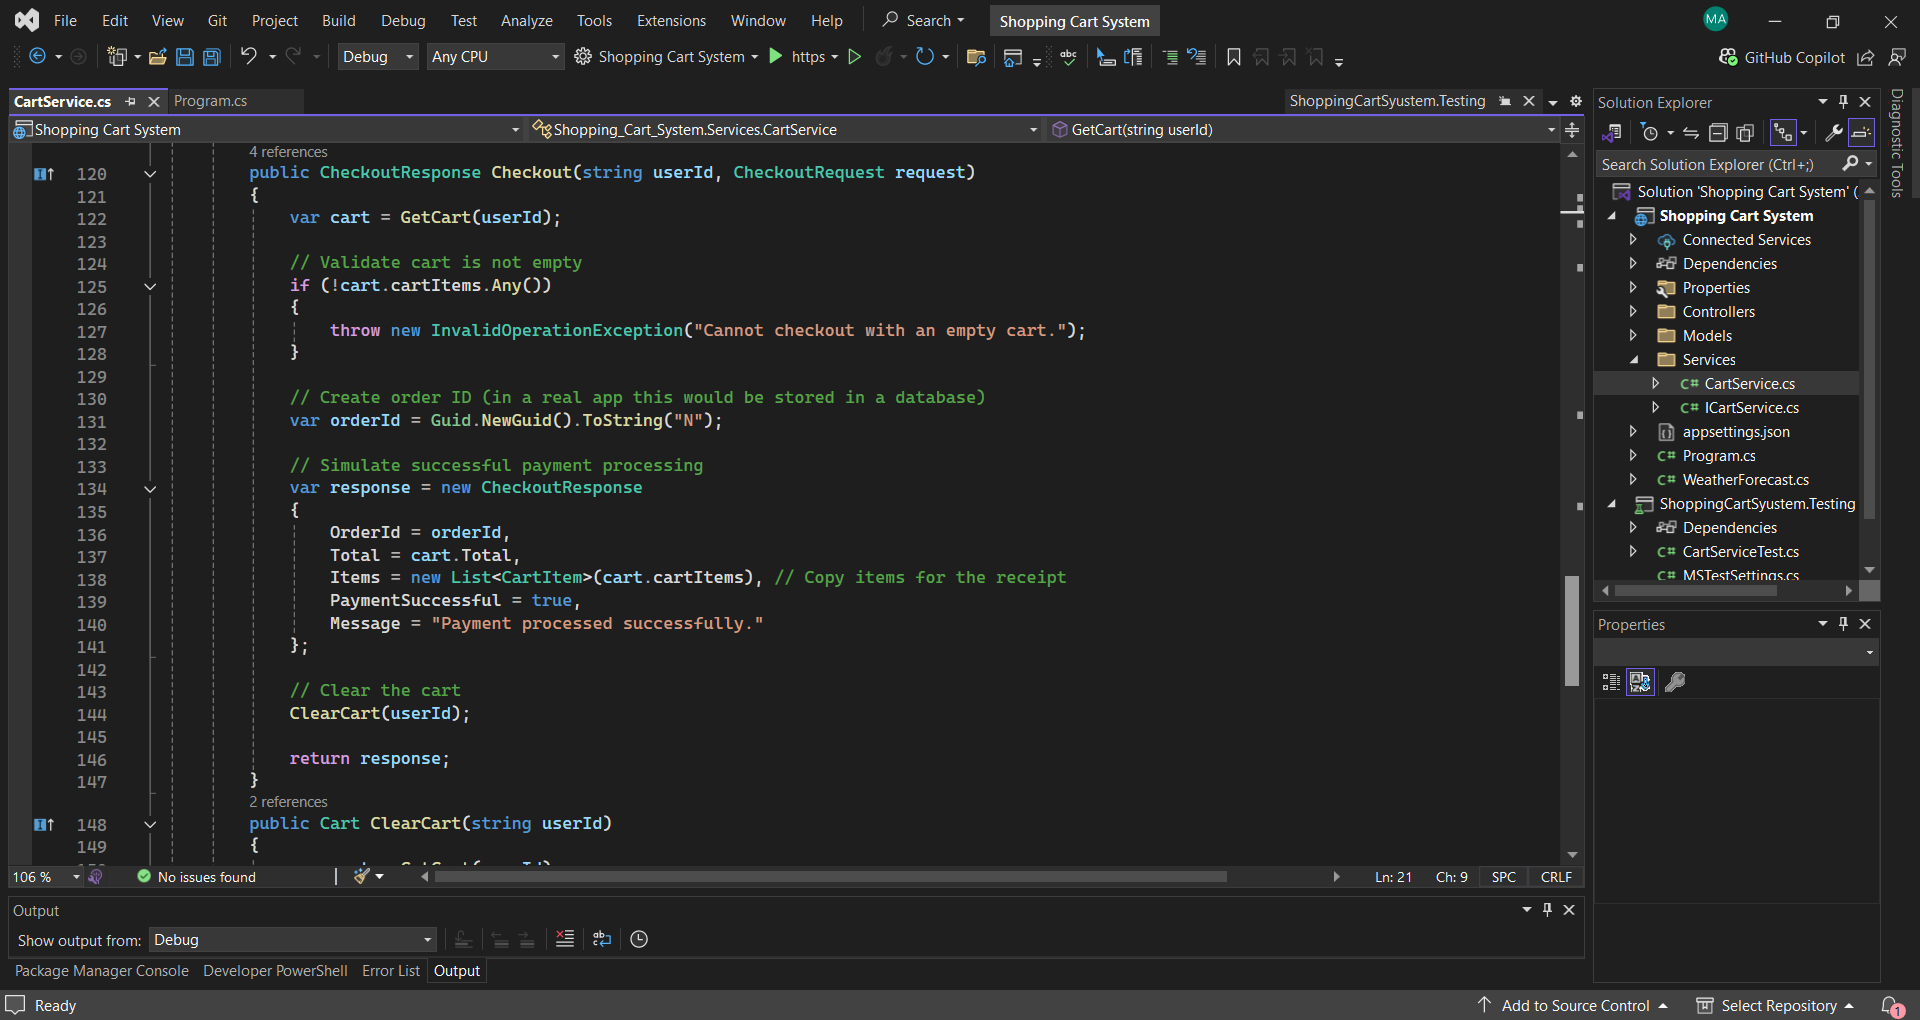 File Edit View Git Project Build Debug Test Analyze Tools Extensions Window Help Search Shopping Cart System MA
Debug Any CPU Shopping Cart System https GitHub Copilot
CartService.cs Program.cs ShoppingCartSyustem.Testing
Shopping Cart System Shopping_Cart_System.Services.CartService GetCart(string userId)
4 references
120 public CheckoutResponse Checkout(string userId, CheckoutRequest request)
121 {
122 var cart = GetCart(userId);
123
124 // Validate cart is not empty
125 if (!cart.cartItems.Any())
126 {
127 throw new InvalidOperationException("Cannot checkout with an empty cart.");
128 }
129
130 // Create order ID (in a real app this would be stored in a database)
131 var orderId = Guid.NewGuid().ToString("N");
132
133 // Simulate successful payment processing
134 var response = new CheckoutResponse
135 {
136 OrderId = orderId,
137 Total = cart.Total,
138 Items = new List<CartItem>(cart.cartItems), // Copy items for the receipt
139 PaymentSuccessful = true,
140 Message = "Payment processed successfully."
141 };
142
143 // Clear the cart
144 ClearCart(userId);
145
146 return response;
147 }
2 references
148 public Cart ClearCart(string userId)
149 {
106 % No issues found Ln: 21 Ch: 9 SPC CRLF
Output
Show output from: Debug
Package Manager Console Developer PowerShell Error List Output
Ready Add to Source Control Select Repository 1
Solution Explorer
Search Solution Explorer (Ctrl+;)
Solution 'Shopping Cart System' (
Shopping Cart System
Connected Services
Dependencies
Properties
Controllers
Models
Services
C# CartService.cs
C# ICartService.cs
appsettings.json
C# Program.cs
C# WeatherForecast.cs
ShoppingCartSyustem.Testing
Dependencies
C# CartServiceTest.cs
C# MSTestSettings.cs
Properties
Diagnostic Tools